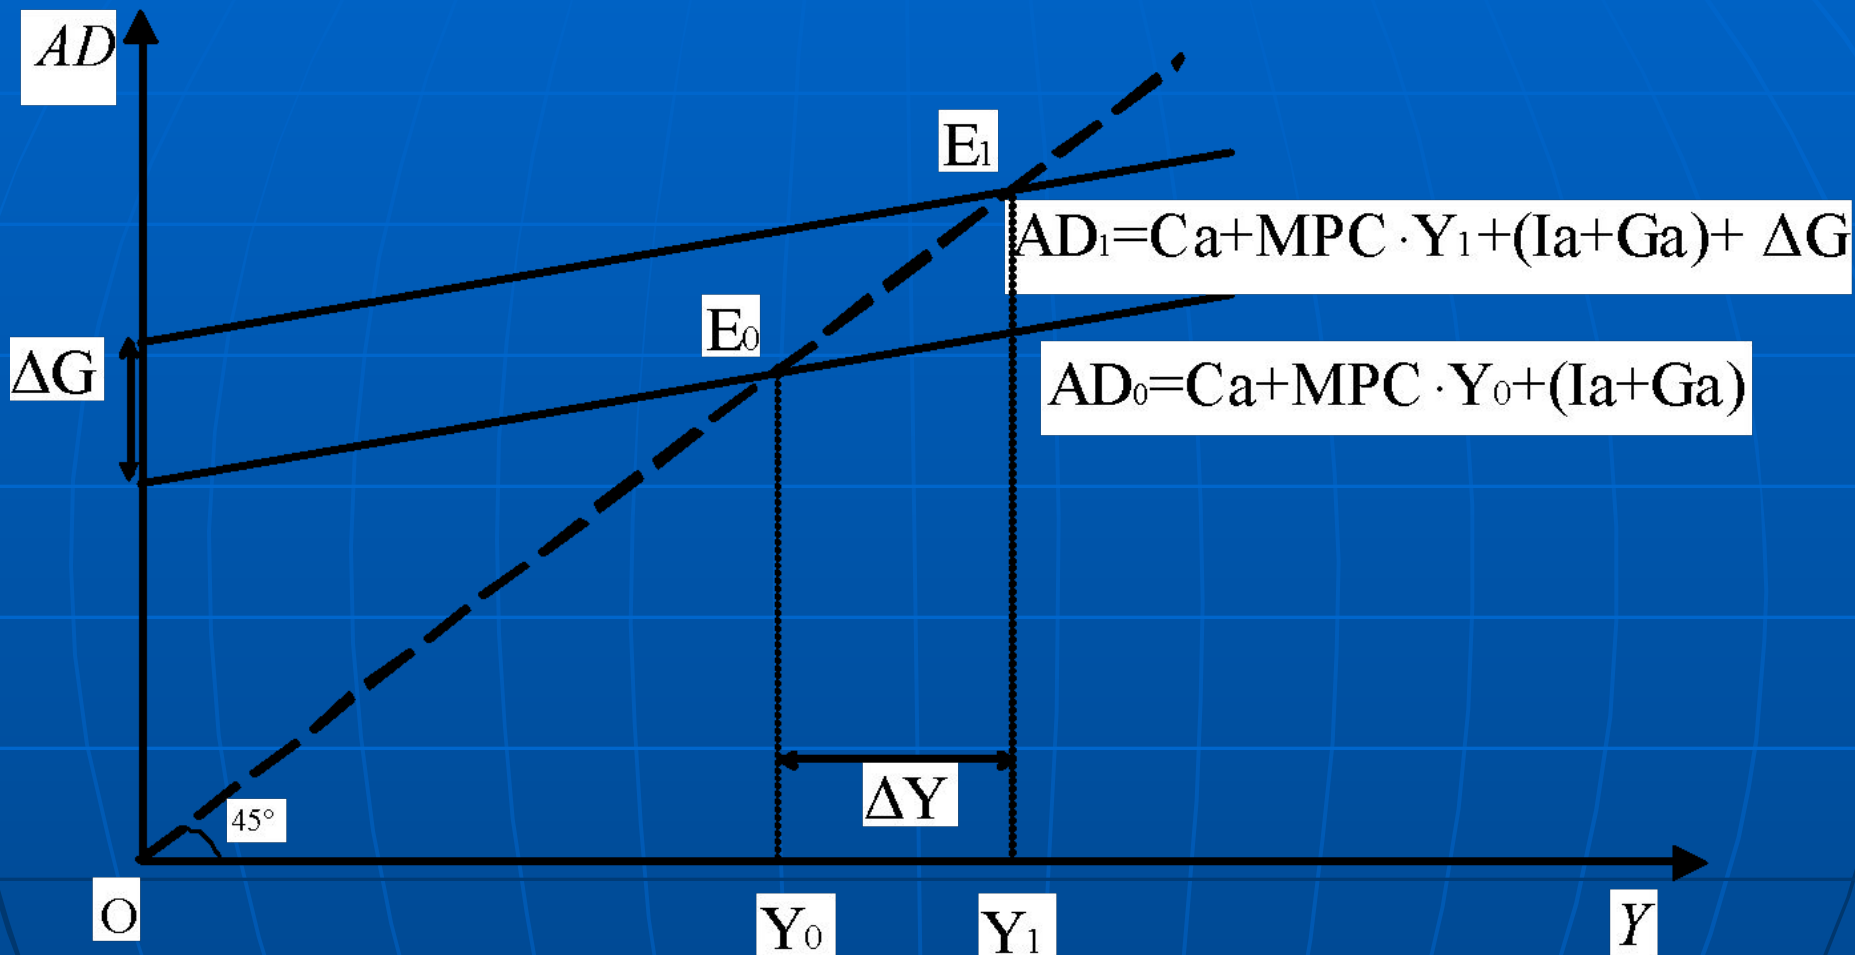 AD
E₁
AD₁=Ca+MPC·Y₁+(Ia+Ga)+ ΔG
E₀
ΔG
AD₀=Ca+MPC·Y₀+(Ia+Ga)
ΔY
45°
O
Y₀
Y₁
Y